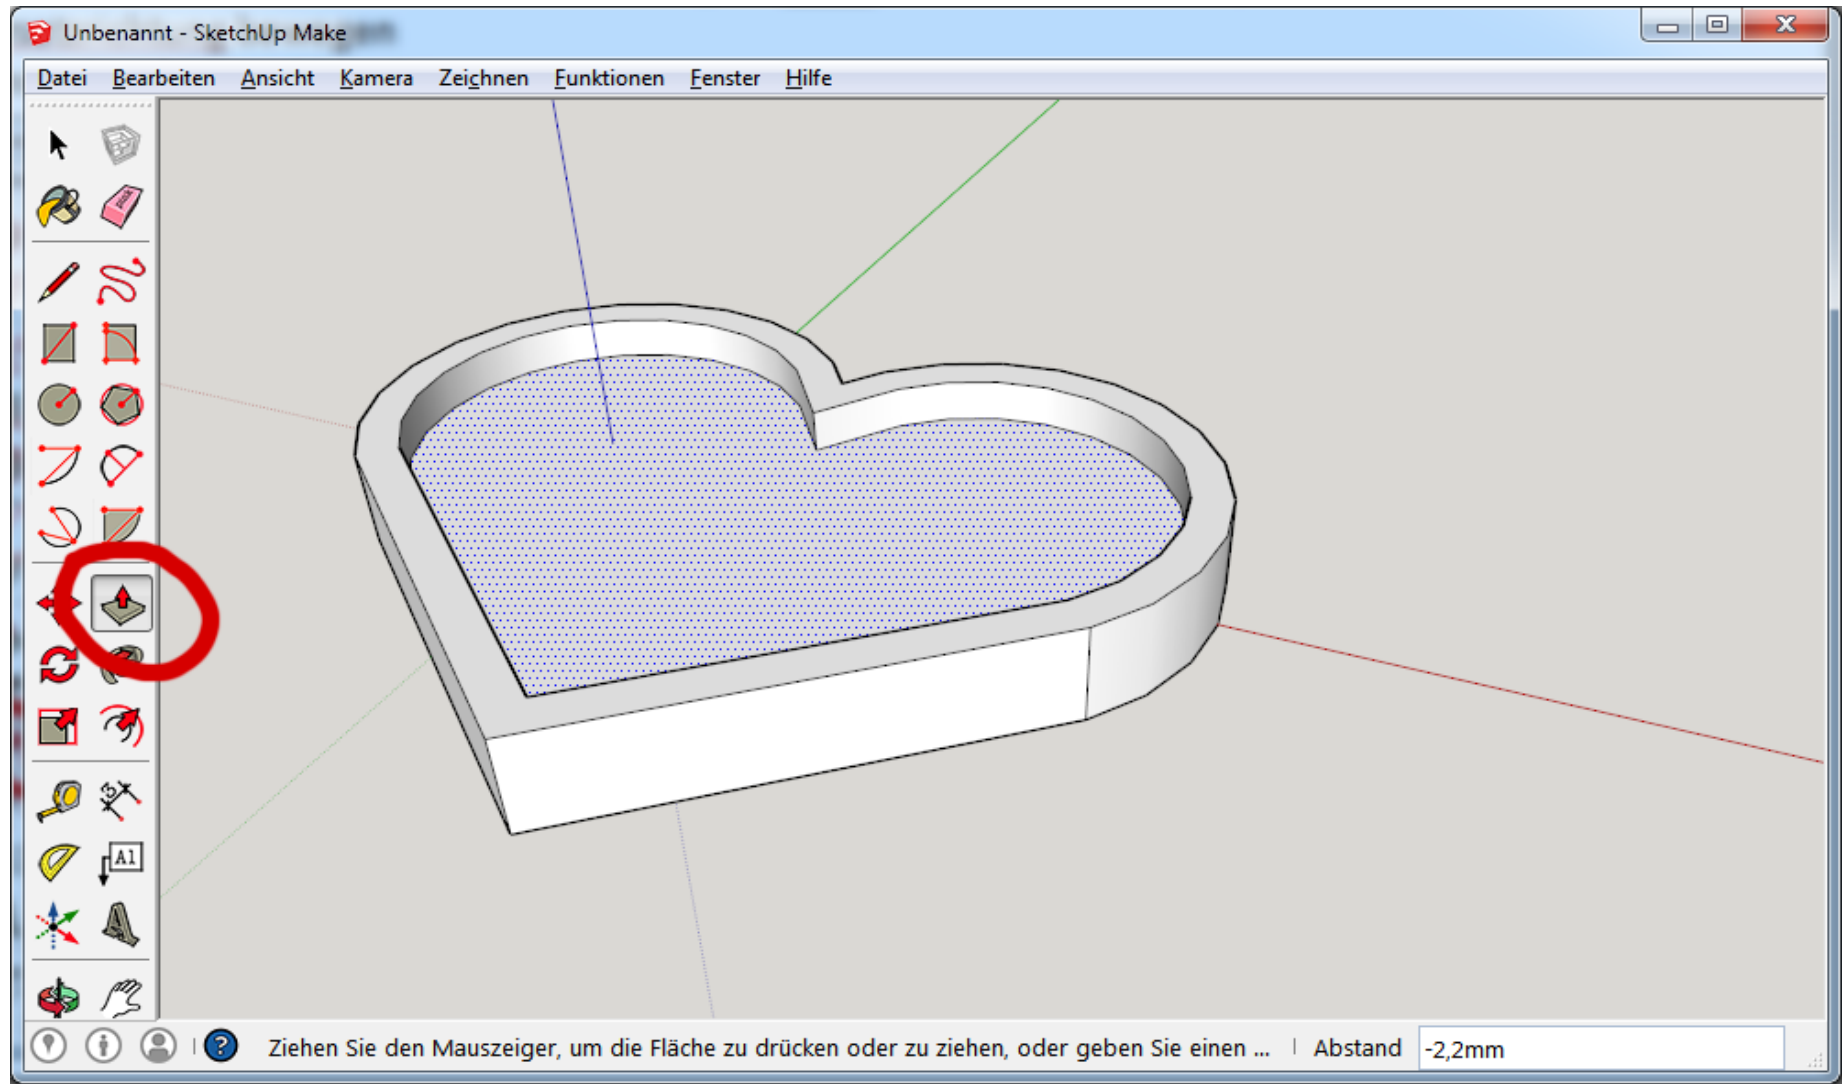 Unbenannt - SketchUp Make
Datei Bearbeiten Ansicht Kamera Zeichnen Funktionen Fenster Hilfe
A1
Ziehen Sie den Mauszeiger, um die Fläche zu drücken oder zu ziehen, oder geben Sie einen ... Abstand -2,2mm